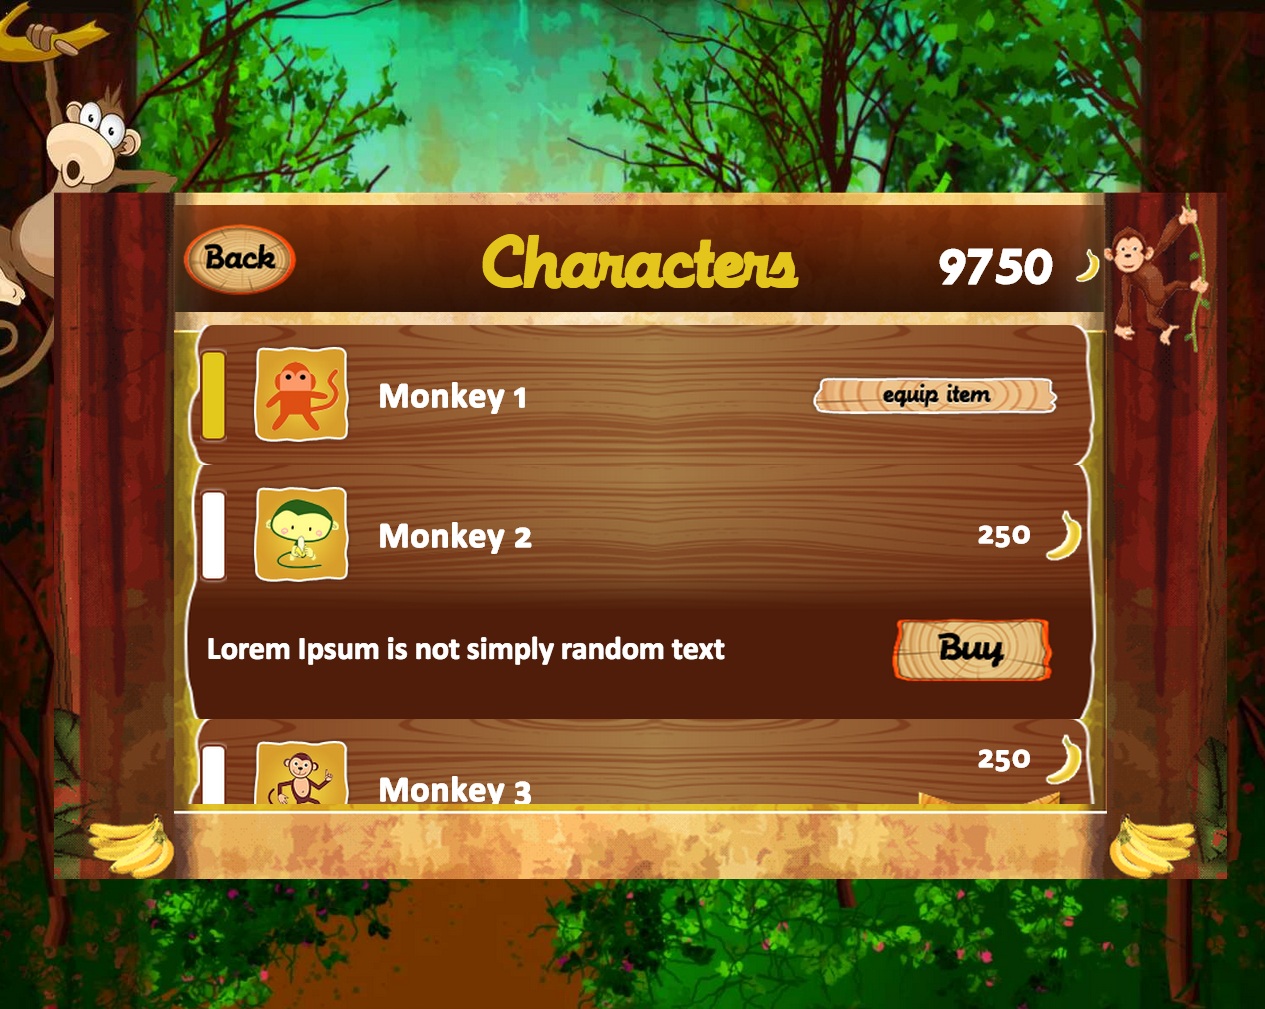 Back
Characters
9750
Monkey 1
equip item
Monkey 2
250
Lorem Ipsum is not simply random text
Buy
250
Monkey 3